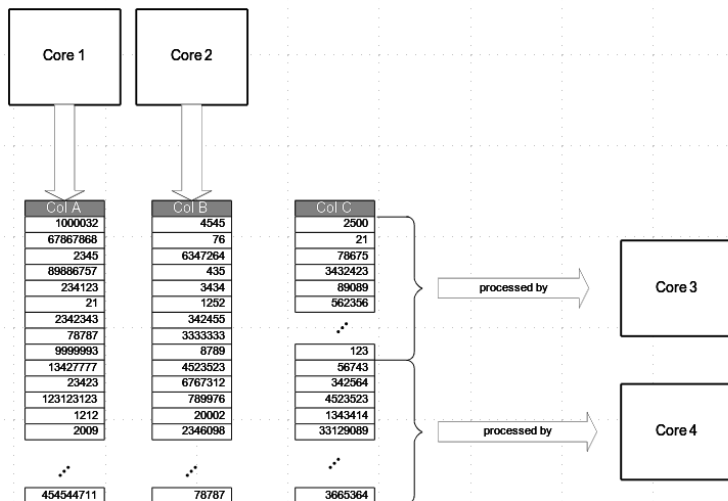 Core 1 Core 2
Col A Col B Col C
1000032 4545 2500
67867868 76 21
2345 6347264 78675
89886757 435 3432423
234123 3434 89089
21 1252 562356
2342343 342455
78787 3333333
9999993 8789 123
13427777 4523523 56743
23423 6767312 342564
123123123 789976 4523523
1212 20002 1343414
2009 2346098 33129089
454544711 78787 3665364
processed by Core 3
processed by Core 4